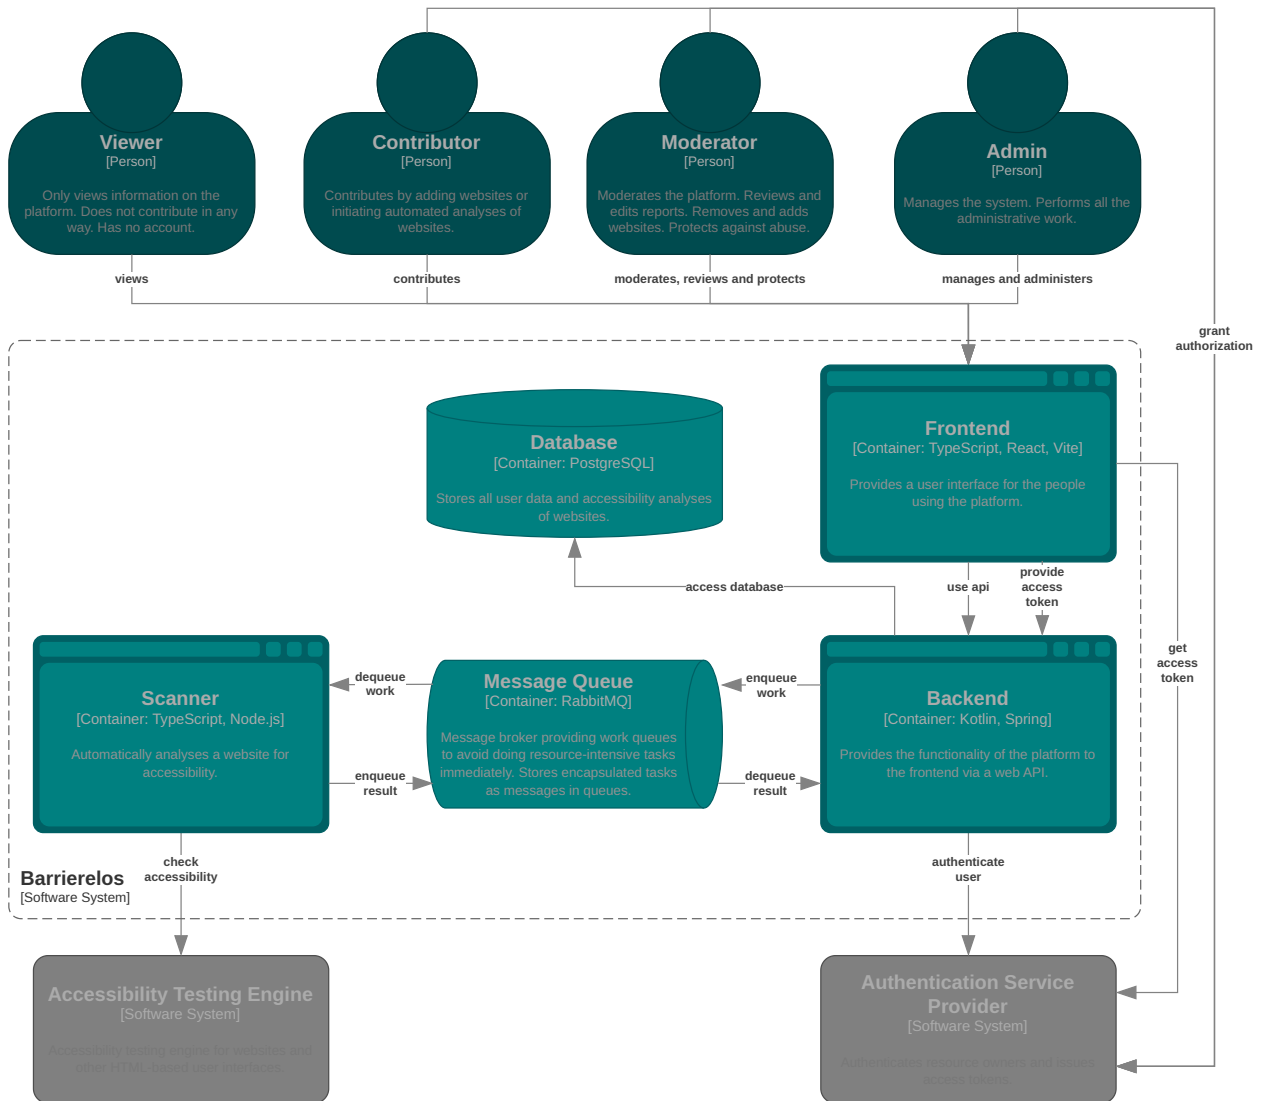 Viewer
[Person]
Only views information on the
platform. Does not contribute in any
way. Has no account.
Contributor
[Person]
Contributes by adding websites or
initiating automated analyses of
websites.
Moderator
[Person]
Moderates the platform. Reviews and
edits reports. Removes and adds
websites. Protects against abuse.
Admin
[Person]
Manages the system. Performs all the
administrative work.
views
contributes
moderates, reviews and protects
manages and administers
grant
authorization
Frontend
[Container: TypeScript, React, Vite]
Provides a user interface for the people
using the platform.
Database
[Container: PostgreSQL]
Stores all user data and accessibility analyses
of websites.
access database
use api
provide
access
token
get
access
token
Scanner
[Container: TypeScript, Node.js]
Automatically analyses a website for
accessibility.
dequeue
work
enqueue
result
Message Queue
[Container: RabbitMQ]
Message broker providing work queues
to avoid doing resource-intensive tasks
immediately. Stores encapsulated tasks
as messages in queues.
enqueue
work
dequeue
result
Backend
[Container: Kotlin, Spring]
Provides the functionality of the platform to
the frontend via a web API.
check
accessibility
authenticate
user
Barrierelos
[Software System]
Accessibility Testing Engine
[Software System]
Accessibility testing engine for websites and
other HTML-based user interfaces.
Authentication Service
Provider
[Software System]
Authenticates resource owners and issues
access tokens.